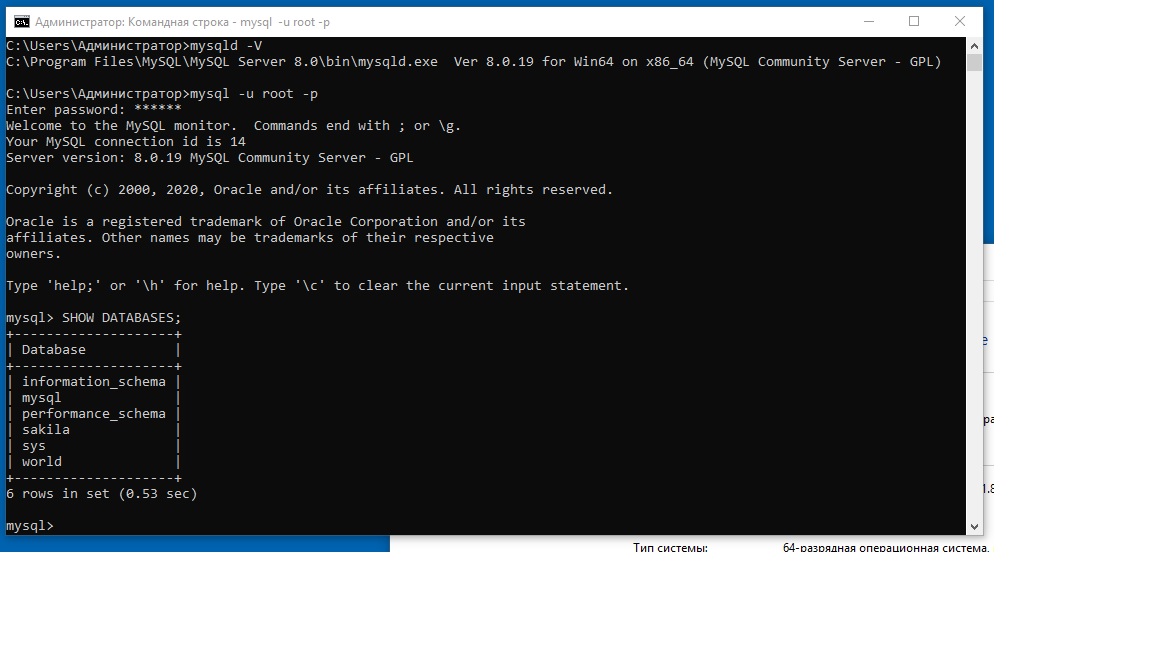 Администратор: Командная строка - mysql -u root -p
C:\Users\Администратор>mysqld -V
C:\Program Files\MySQL\MySQL Server 8.0\bin\mysqld.exe  Ver 8.0.19 for Win64 on x86_64 (MySQL Community Server - GPL)
C:\Users\Администратор>mysql -u root -p
Enter password: ******
Welcome to the MySQL monitor.  Commands end with ; or \g.
Your MySQL connection id is 14
Server version: 8.0.19 MySQL Community Server - GPL
Copyright (c) 2000, 2020, Oracle and/or its affiliates. All rights reserved.
Oracle is a registered trademark of Oracle Corporation and/or its
affiliates. Other names may be trademarks of their respective
owners.
Type 'help;' or '\h' for help. Type '\c' to clear the current input statement.
mysql> SHOW DATABASES;
+--------------------+
| Database           |
+--------------------+
| information_schema |
| mysql              |
| performance_schema |
| sakila             |
| sys                |
| world              |
+--------------------+
6 rows in set (0.53 sec)
mysql>
Тип системы: 64-разрядная операционная система,